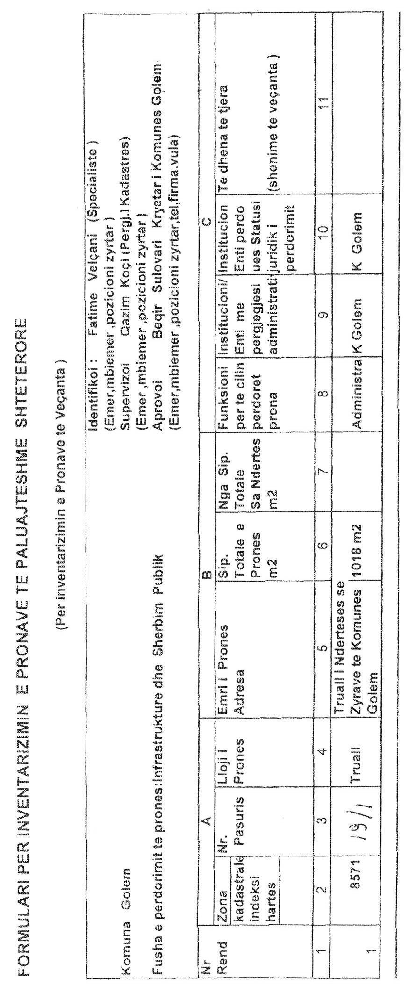 FORMULARI PER INVENTARIZIMIN E PRONAVE TE PALUAJTESHME SHTETERORE
(Per inventarizimin e Pronave te Veçanta )
Identifikoi : Fatime Velçani (Specialiste )
(Emer,mbiemer ,pozicioni zyrtar )
Komuna Golem
Supervizoi Qazim Koçi (Pergj.i Kadastres)
(Emer,mbiemer ,pozicioni zyrtar )
Fusha e perdorimit te prones:Infrastrukture dhe Sherbim Publik
Aprovoi Beqir Sulovari Kryetar i Komunes Golem
(Emer,mbiemer ,pozicioni zyrtar,tel,firma.vula)
Nr
Rend
A
B
C
Zona
kadastrale
indeksi
hartes
Nr.
Pasuris
Lloji i
Prones
Emri i Prones
Adresa
Sip.
Totale e
Prones
m2
Nga Sip.
Totale
Sa Ndertes
m2
Funksioni
per te cilin
perdoret
prona
Institucioni/
Enti me
pergjegjesi
administrati
Institucion
Enti perdo
ues Statusi
juridik i
perdorimit
Te dhena te tjera
(shenime te veçanta )
1 2 3 4 5 6 7 8 9 10 11
1
8571
19/1
Truall
Trualli i Nderteses se
Zyrave te Komunes
Golem
1018 m2
Administra
K Golem
K Golem